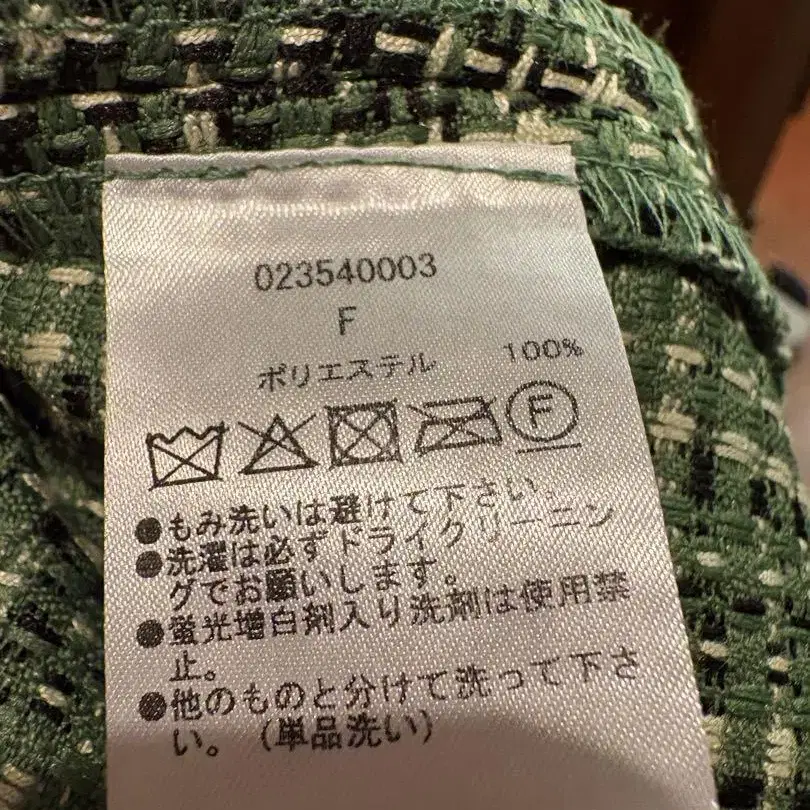 023540003
F
ポリエステル 100%
F
●もみ洗いは避けて下さい。
●洗濯は必ずドライクリーニン
グでお願いします。
●蛍光増白剤入り洗剤は使用禁
止。
●他のものと分けて洗って下さ
い。(単品洗い)